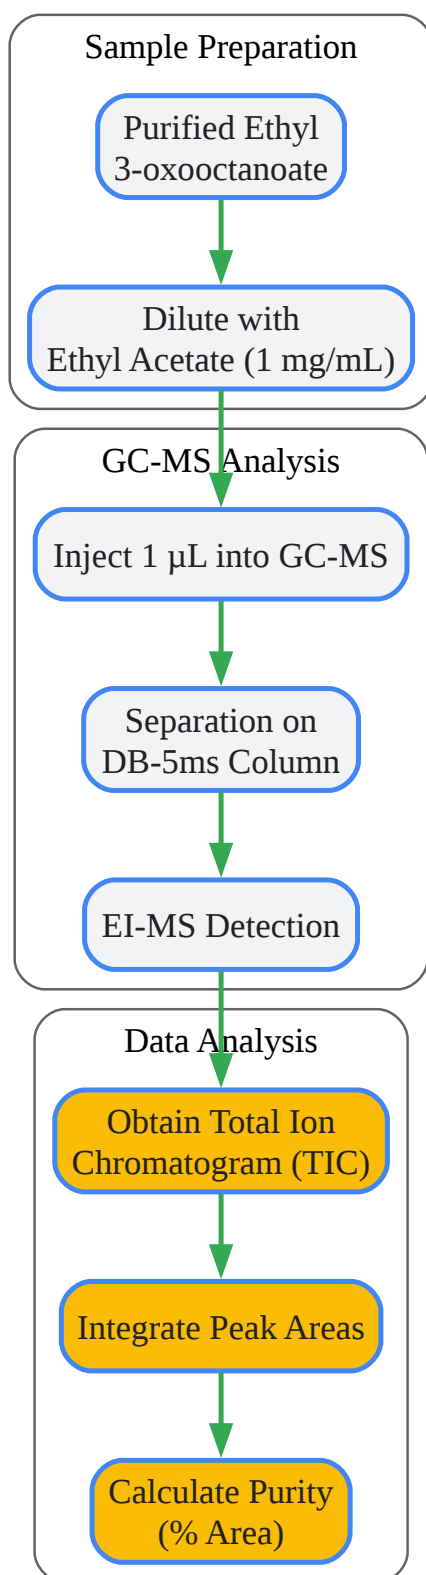 Sample Preparation
Purified Ethyl
3-oxooctanoate
Dilute with
Ethyl Acetate (1 mg/mL)
GC-MS Analysis
Inject 1 µL into GC-MS
Separation on
DB-5ms Column
EI-MS Detection
Data Analysis
Obtain Total Ion
Chromatogram (TIC)
Integrate Peak Areas
Calculate Purity
(% Area)